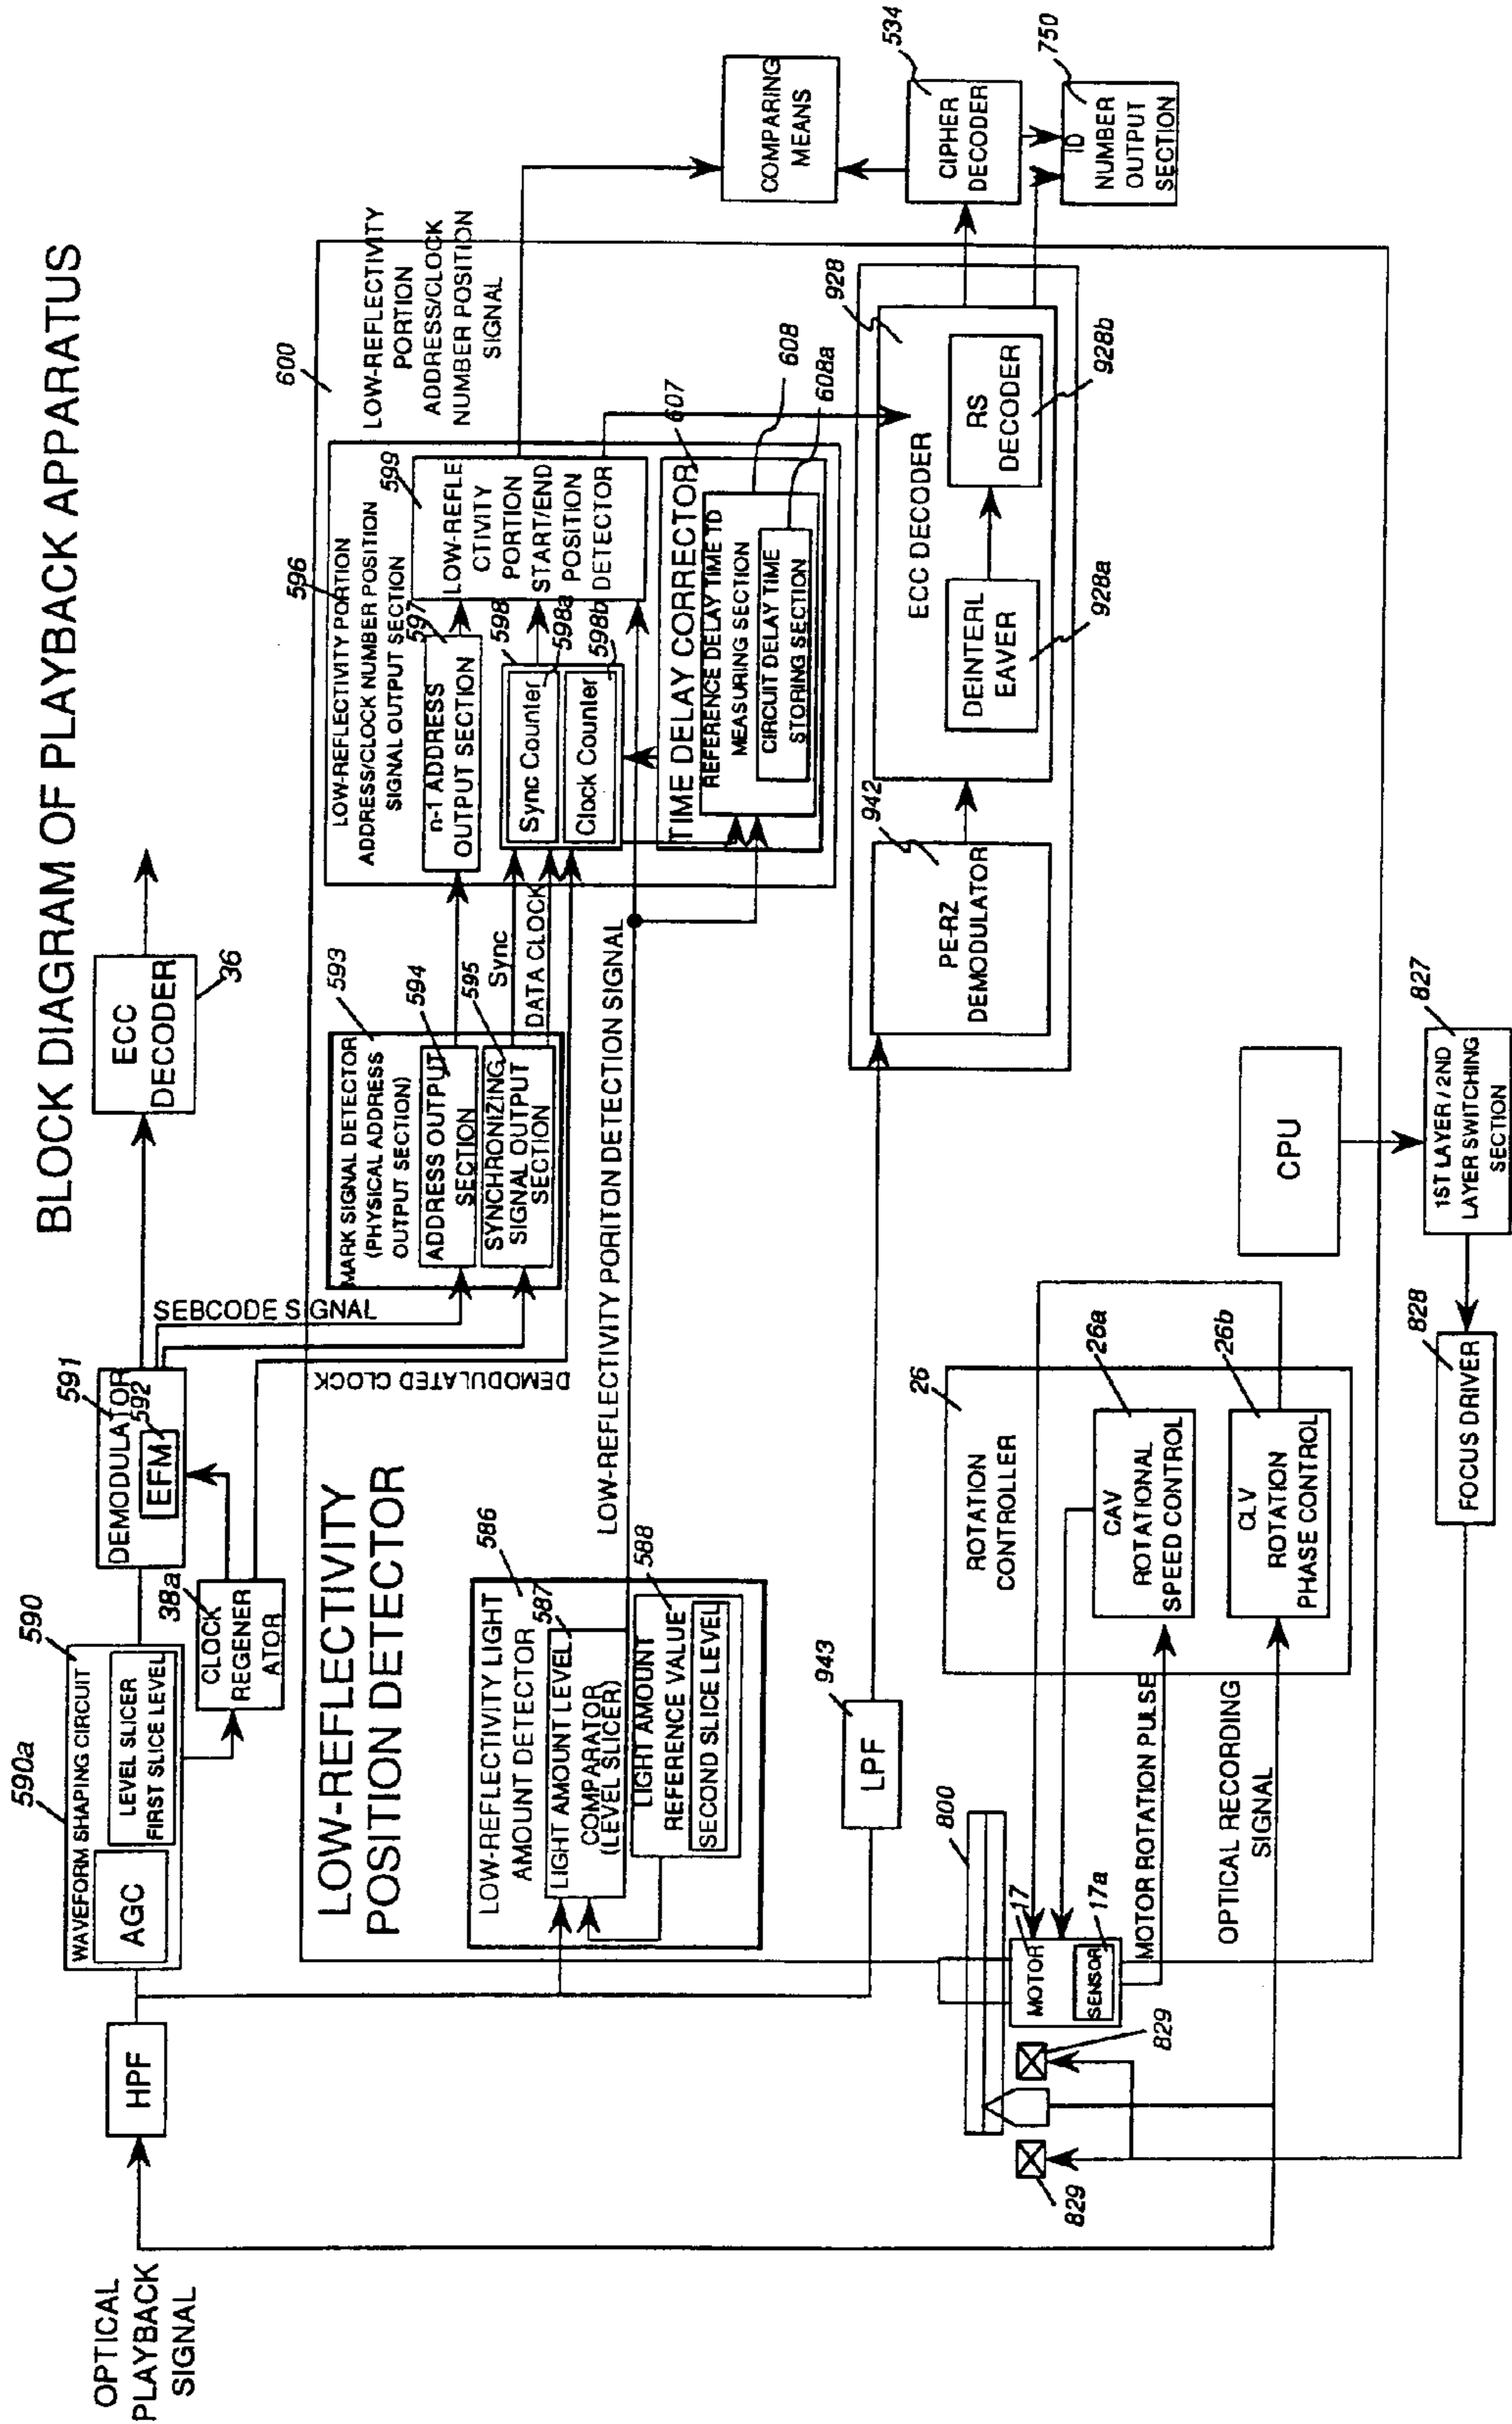 BLOCK DIAGRAM OF PLAYBACK APPARATUS
OPTICAL
PLAYBACK
SIGNAL
HPF
590a
590
WAVEFORM SHAPING CIRCUIT
AGC
LEVEL SLICER
FIRST SLICE LEVEL
38a
CLOCK
REGENER
ATOR
591
DEMODULATOR
592
EFM
ECC
DECODER
36
SEBCODE SIGNAL
DEMODULATED CLOCK
LOW-REFLECTIVITY
POSITION DETECTOR
600
586
LOW-REFLECTIVITY LIGHT
AMOUNT DETECTOR
587
LIGHT AMOUNT LEVEL
COMPARATOR
(LEVEL SLICER)
588
LIGHT AMOUNT
REFERENCE VALUE
SECOND SLICE LEVEL
LOW-REFLECTIVITY PORITON DETECTION SIGNAL
593
MARK SIGNAL DETECTOR
(PHYSICAL ADDRESS
OUTPUT SECTION)
594
ADDRESS OUTPUT
SECTION
595
SYNCHRONIZING
SIGNAL OUTPUT
SECTION
Sync
DATA CLOCK
596
LOW-REFLECTIVITY PORTION
ADDRESS/CLOCK NUMBER POSITION
SIGNAL OUTPUT SECTION
597
n-1 ADDRESS
OUTPUT SECTION
598
598a
Sync Counter
598b
Clock Counter
599
LOW-REFLE
CTIVITY
PORTION
START/END
POSITION
DETECTOR
607
TIME DELAY CORRECTOR
608
REFERENCE DELAY TIME TD
MEASURING SECTION
608a
CIRCUIT DELAY TIME
STORING SECTION
LOW-REFLECTIVITY
PORTION
ADDRESS/CLOCK
NUMBER POSITION
SIGNAL
COMPARING
MEANS
534
CIPHER
DECODER
750
ID
NUMBER
OUTPUT
SECTION
943
LPF
942
PE-RZ
DEMODULATOR
928
ECC DECODER
DEINTERL
EAVER
928a
RS
DECODER
928b
800
17
MOTOR
17a
SENSOR
829
829
MOTOR ROTATION PULSE
OPTICAL RECORDING
SIGNAL
26
ROTATION
CONTROLLER
26a
CAV
ROTATIONAL
SPEED CONTROL
26b
CLV
ROTATION
PHASE CONTROL
CPU
827
1ST LAYER / 2ND
LAYER SWITCHING
SECTION
828
FOCUS DRIVER